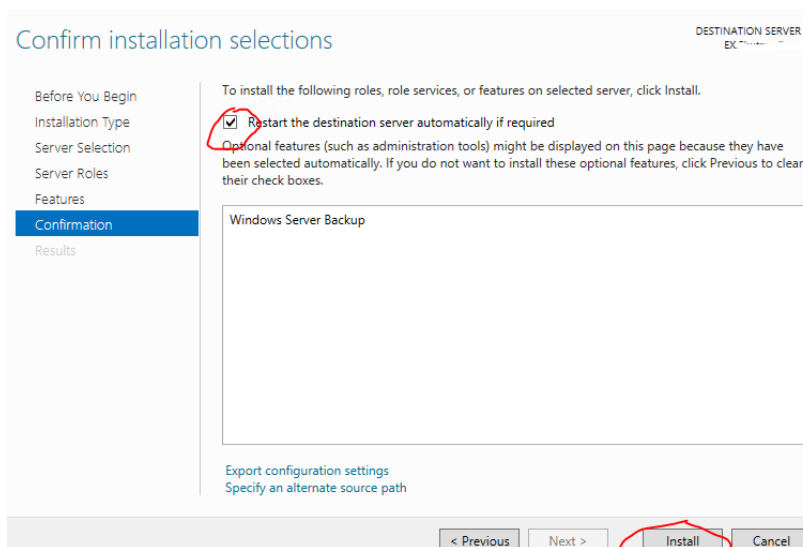 Confirm installation selections
DESTINATION SERVER
Before You Begin
Installation Type
Server Selection
Server Roles
Features
Confirmation
Results
To install the following roles, role services, or features on selected server, click Install.
Restart the destination server automatically if required
Optional features (such as administration tools) might be displayed on this page because they have
been selected automatically. If you do not want to install these optional features, click Previous to clear
their check boxes.
Windows Server Backup
Export configuration settings
Specify an alternate source path
< Previous
Next >
Install
Cancel